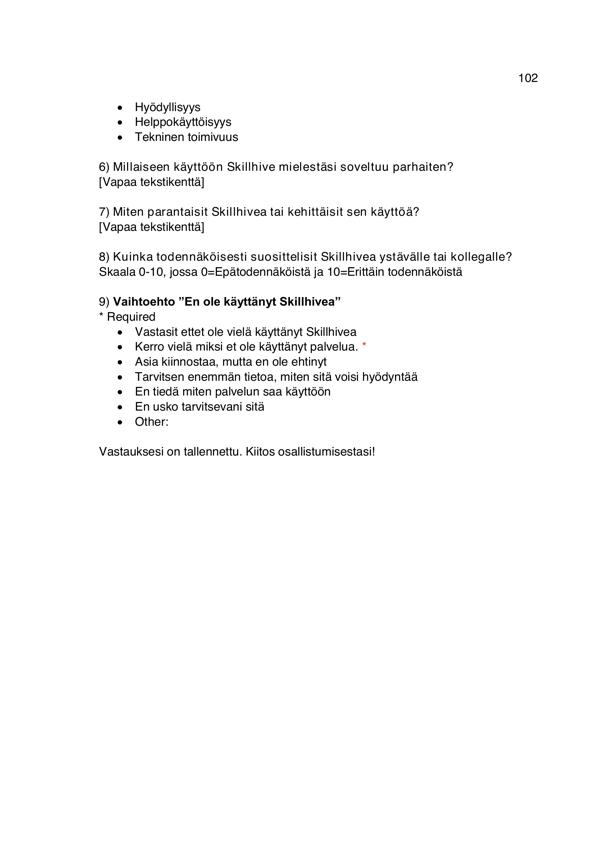 102
• Hyödyllisyys
• Helppokäyttöisyys
• Tekninen toimivuus
6) Millaiseen käyttöön Skillhive mielestäsi soveltuu parhaiten?
[Vapaa tekstikenttä]
7) Miten parantaisit Skillhivea tai kehittäisit sen käyttöä?
[Vapaa tekstikenttä]
8) Kuinka todennäköisesti suosittelisit Skillhivea ystävälle tai kollegalle?
Skaala 0-10, jossa 0=Epätodennäköistä ja 10=Erittäin todennäköistä
9) Vaihtoehto ”En ole käyttänyt Skillhivea”
* Required
• Vastasit ettet ole vielä käyttänyt Skillhivea
• Kerro vielä miksi et ole käyttänyt palvelua. *
• Asia kiinnostaa, mutta en ole ehtinyt
• Tarvitsen enemmän tietoa, miten sitä voisi hyödyntää
• En tiedä miten palvelun saa käyttöön
• En usko tarvitsevani sitä
• Other:
Vastauksesi on tallennettu. Kiitos osallistumisestasi!